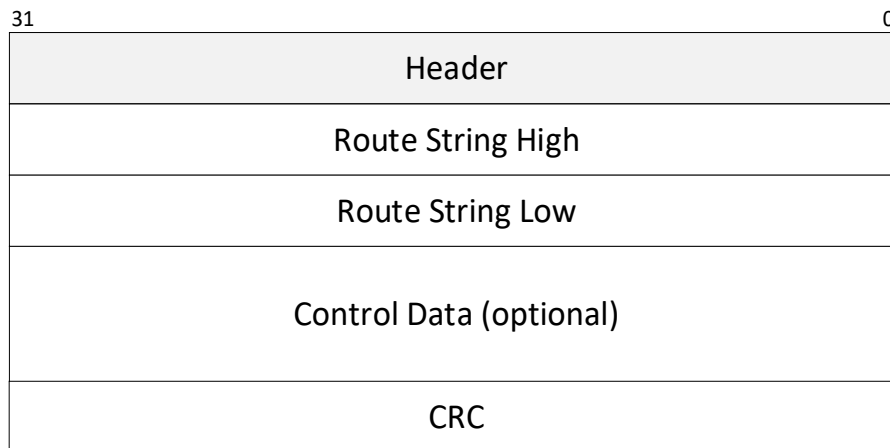 31 0
Header
Route String High
Route String Low
Control Data (optional)
CRC